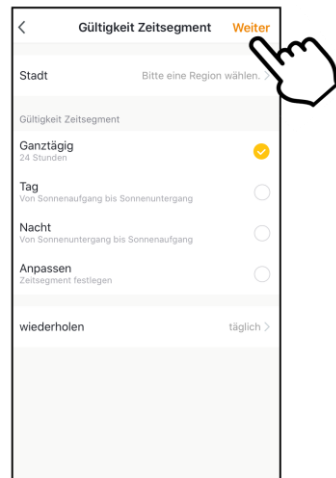 Gültigkeit Zeitsegment Weiter
Stadt Bitte eine Region wählen.
Gültigkeit Zeitsegment
Ganztägig
24 Stunden
Tag
Von Sonnenaufgang bis Sonnenuntergang
Nacht
Von Sonnenuntergang bis Sonnenaufgang
Anpassen
Zeitsegment festlegen
wiederholen täglich